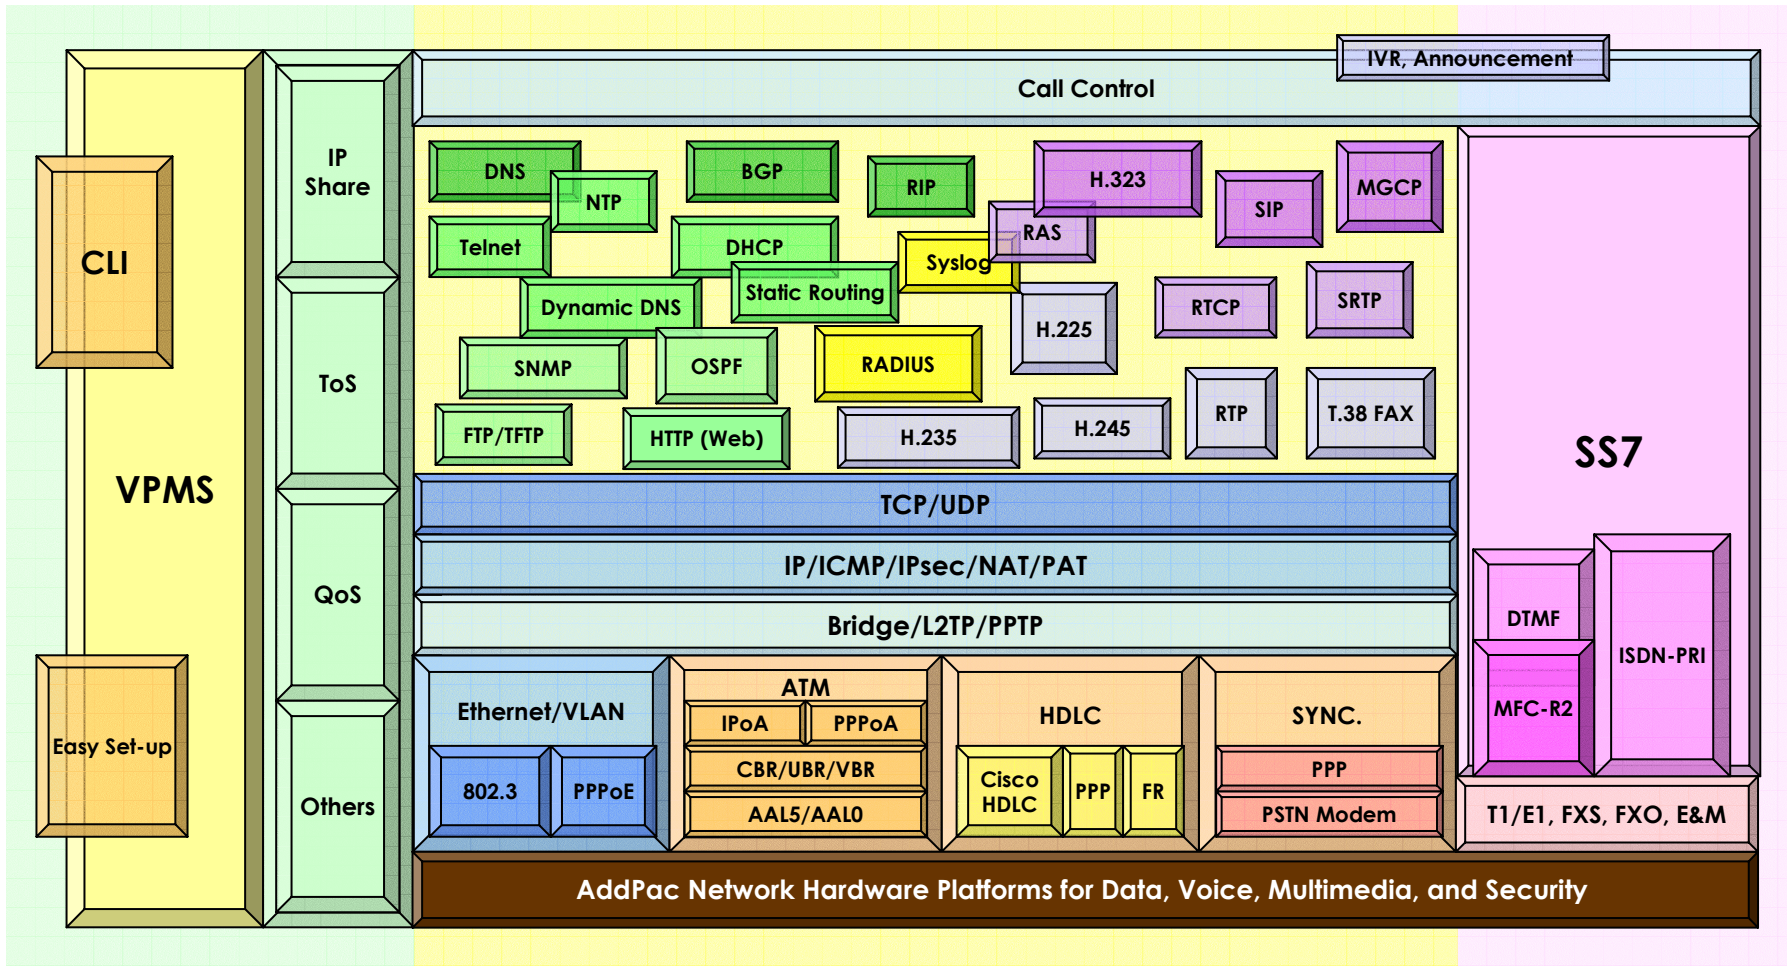 IVR, Announcement
Call Control
CLI
VPMS
Easy Set-up
IP
Share
ToS
QoS
Others
DNS
NTP
BGP
RIP
H.323
SIP
MGCP
Telnet
DHCP
Syslog
RAS
Dynamic DNS
Static Routing
H.225
RTCP
SRTP
SNMP
OSPF
RADIUS
FTP/TFTP
HTTP (Web)
H.235
H.245
RTP
T.38 FAX
TCP/UDP
IP/ICMP/IPsec/NAT/PAT
Bridge/L2TP/PPTP
Ethernet/VLAN
802.3
PPPoE
ATM
IPoA
PPPoA
CBR/UBR/VBR
AAL5/AAL0
HDLC
Cisco
HDLC
PPP
FR
SYNC.
PPP
PSTN Modem
SS7
DTMF
MFC-R2
ISDN-PRI
T1/E1, FXS, FXO, E&M
AddPac Network Hardware Platforms for Data, Voice, Multimedia, and Security